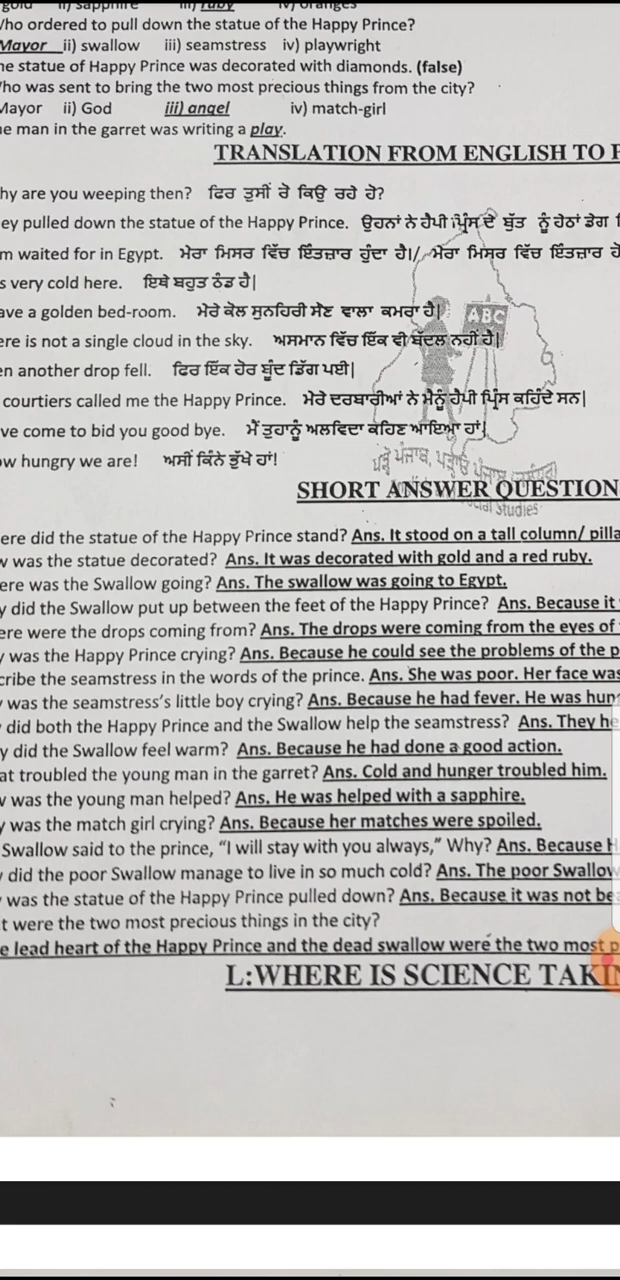 gold ii) sapphire iii) ruby iv) oranges
Who ordered to pull down the statue of the Happy Prince?
Mayor ii) swallow iii) seamstress iv) playwright
he statue of Happy Prince was decorated with diamonds. (false)
Who was sent to bring the two most precious things from the city?
Mayor ii) God iii) angel iv) match-girl
he man in the garret was writing a play.
TRANSLATION FROM ENGLISH TO P
hy are you weeping then? ਫਿਰ ਤੁਸੀਂ ਰੋ ਕਿਉ ਰਹੇ ਹੋ?
ey pulled down the statue of the Happy Prince. ਉਹਨਾਂ ਨੇ ਹੈਪੀ ਪ੍ਰਿੰਸ ਦੇ ਬੁੱਤ ਨੂੰ ਹੇਠਾਂ ਡੇਗ
m waited for in Egypt. ਮੇਰਾ ਮਿਸਰ ਵਿੱਚ ਇੰਤਜ਼ਾਰ ਹੁੰਦਾ ਹੈ।/ ਮੇਰਾ ਮਿਸਰ ਵਿੱਚ ਇੰਤਜ਼ਾਰ ਹੋ
s very cold here. ਇਥੇ ਬਹੁਤ ਠੰਡ ਹੈ|
ave a golden bed-room. ਮੇਰੇ ਕੋਲ ਸੁਨਹਿਰੀ ਸੌਣ ਵਾਲਾ ਕਮਰਾ ਹੈ|
ABC
ere is not a single cloud in the sky. ਅਸਮਾਨ ਵਿੱਚ ਇੱਕ ਵੀ ਬੱਦਲ ਨਹੀਂ ਹੈ|
en another drop fell. ਫਿਰ ਇੱਕ ਹੋਰ ਬੂੰਦ ਡਿੱਗ ਪਈ|
courtiers called me the Happy Prince. ਮੇਰੇ ਦਰਬਾਰੀਆਂ ਨੇ ਮੈਨੂੰ ਹੈਪੀ ਪ੍ਰਿੰਸ ਕਹਿੰਦੇ ਸਨ|
ve come to bid you good bye. ਮੈਂ ਤੁਹਾਨੂੰ ਅਲਵਿਦਾ ਕਹਿਣ ਆਇਆ ਹਾਂ|
ow hungry we are! ਅਸੀਂ ਕਿੰਨੇ ਭੁੱਖੇ ਹਾਂ!
ਪੜ੍ਹੋ ਪੰਜਾਬ, ਪੜ੍ਹਾਓ ਪੰਜਾਬ
SHORT ANSWER QUESTION
Social Studies
ere did the statue of the Happy Prince stand? Ans. It stood on a tall column/ pilla
w was the statue decorated? Ans. It was decorated with gold and a red ruby.
ere was the Swallow going? Ans. The swallow was going to Egypt.
y did the Swallow put up between the feet of the Happy Prince? Ans. Because it
ere were the drops coming from? Ans. The drops were coming from the eyes of
y was the Happy Prince crying? Ans. Because he could see the problems of the p
cribe the seamstress in the words of the prince. Ans. She was poor. Her face was
y was the seamstress's little boy crying? Ans. Because he had fever. He was hun
did both the Happy Prince and the Swallow help the seamstress? Ans. They he
y did the Swallow feel warm? Ans. Because he had done a good action.
at troubled the young man in the garret? Ans. Cold and hunger troubled him.
w was the young man helped? Ans. He was helped with a sapphire.
y was the match girl crying? Ans. Because her matches were spoiled.
Swallow said to the prince, "I will stay with you always," Why? Ans. Because H
did the poor Swallow manage to live in so much cold? Ans. The poor Swallow
was the statue of the Happy Prince pulled down? Ans. Because it was not be
t were the two most precious things in the city?
e lead heart of the Happy Prince and the dead swallow were the two most p
L:WHERE IS SCIENCE TAKIN